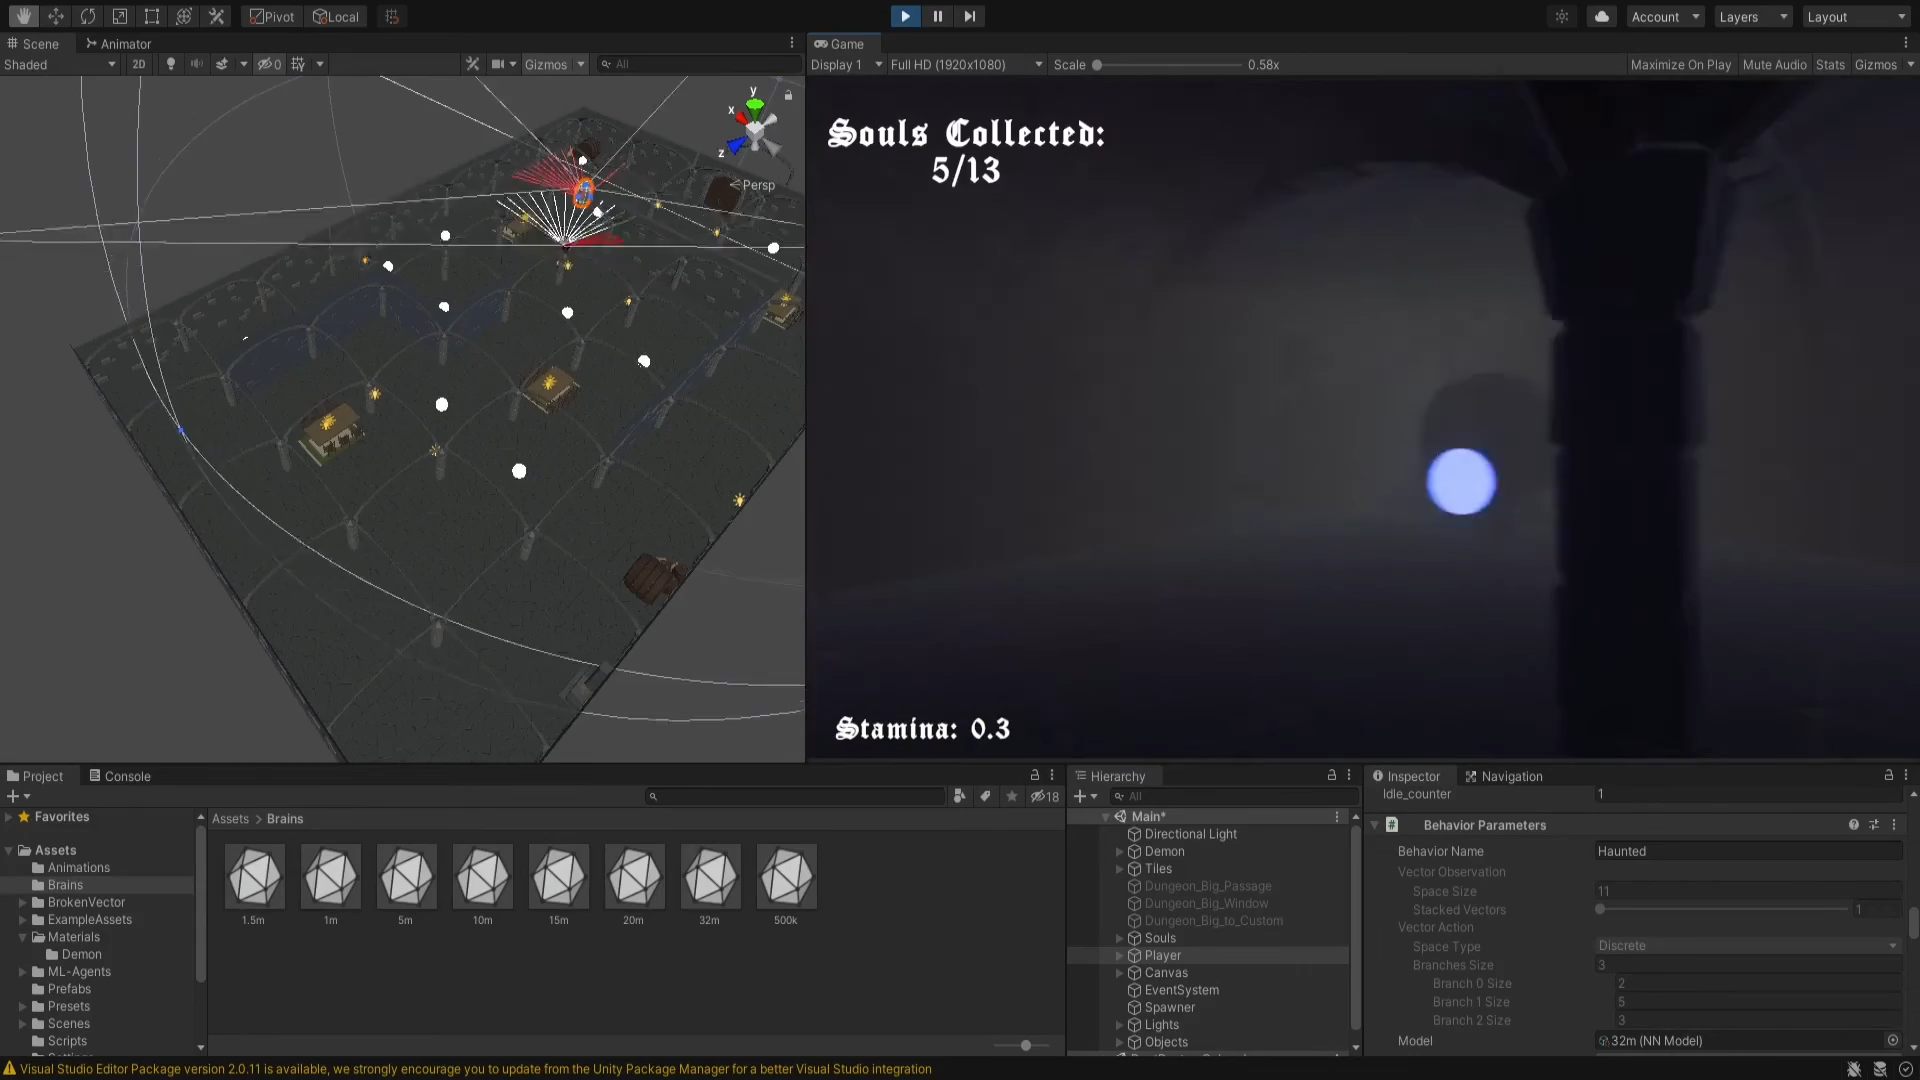 Pivot Local Account Layers Layout
Scene Animator
Shaded 2D 0 Gizmos All
y
x
z
Persp
Game
Display 1 Full HD (1920x1080) Scale 0.58x Maximize On Play Mute Audio Stats Gizmos
Souls Collected:
5/13
Stamina: 0.3
Project Console
18
Favorites
Assets
Animations
Brains
BrokenVector
ExampleAssets
Materials
Demon
ML-Agents
Prefabs
Presets
Scenes
Scripts
Assets > Brains
1.5m 1m 5m 10m 15m 20m 32m 500k
Hierarchy
All
Main*
Directional Light
Demon
Tiles
Dungeon_Big_Passage
Dungeon_Big_Window
Dungeon_Big_to_Custom
Souls
Player
Canvas
EventSystem
Spawner
Lights
Objects
Inspector Navigation
Idle_counter 1
Behavior Parameters
Behavior Name Haunted
Vector Observation
Space Size 11
Stacked Vectors 1
Vector Action
Space Type Discrete
Branches Size 3
Branch 0 Size 2
Branch 1 Size 5
Branch 2 Size 3
Model 32m (NN Model)
Visual Studio Editor Package version 2.0.11 is available, we strongly encourage you to update from the Unity Package Manager for a better Visual Studio integration